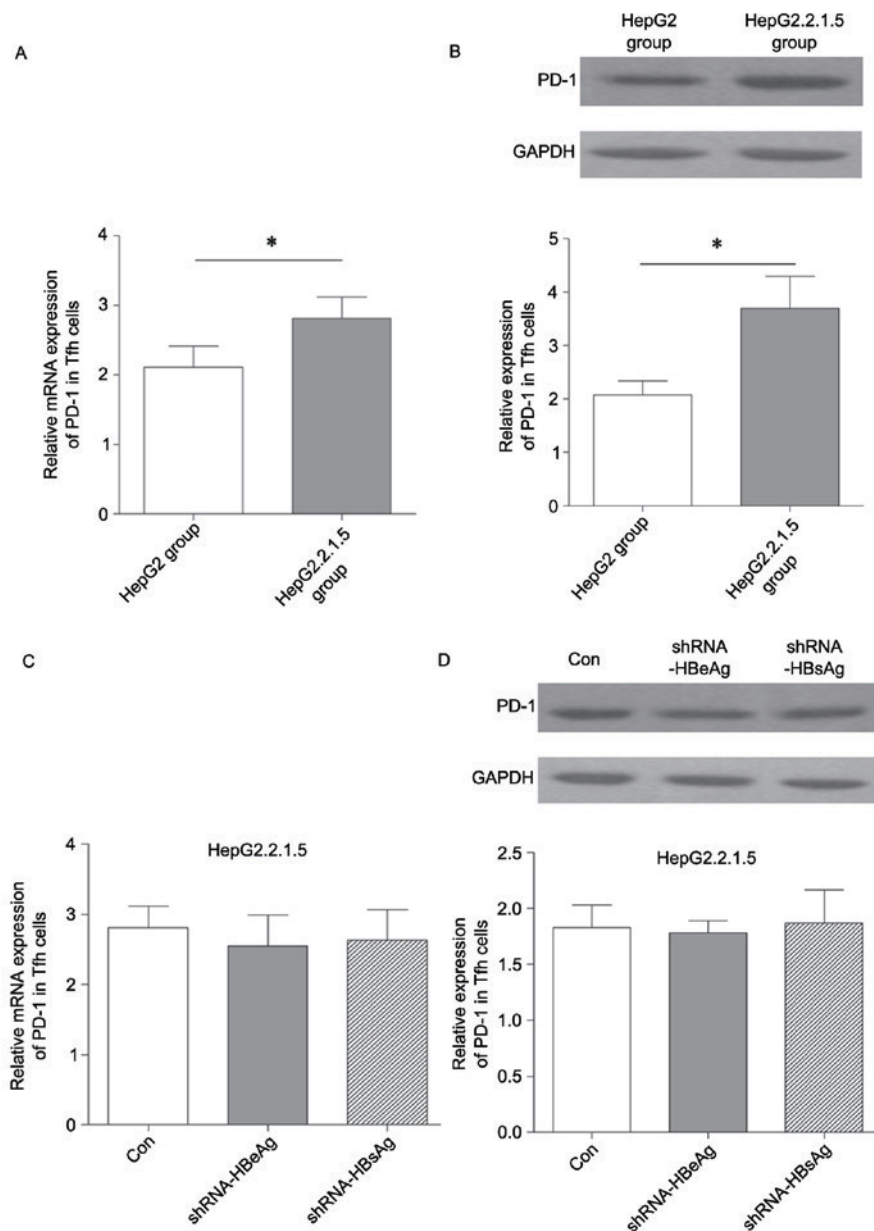 A
Relative mRNA expression
of PD-1 in Tfh cells
4
3
2
1
0
*
HepG2 group
HepG2.2.1.5
group
B
HepG2
group
HepG2.2.1.5
group
PD-1
GAPDH
Relative expression
of PD-1 in Tfh cells
5
4
3
2
1
0
*
HepG2 group
HepG2.2.1.5
group
C
HepG2.2.1.5
Relative mRNA expression
of PD-1 in Tfh cells
4
3
2
1
0
Con
shRNA-HBeAg
shRNA-HBsAg
D
Con
shRNA
-HBeAg
shRNA
-HBsAg
PD-1
GAPDH
HepG2.2.1.5
Relative expression
of PD-1 in Tfh cells
2.5
2.0
1.5
1.0
0.5
0.0
Con
shRNA-HBeAg
shRNA-HBsAg